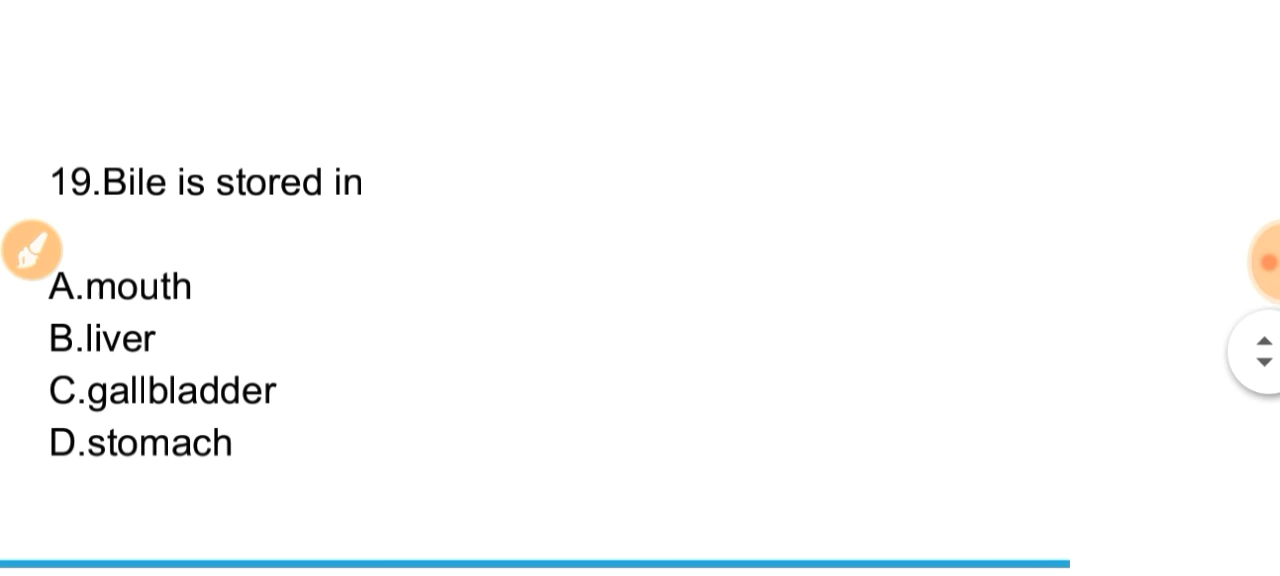 19.Bile is stored in
A.mouth
B.liver
C.gallbladder
D.stomach